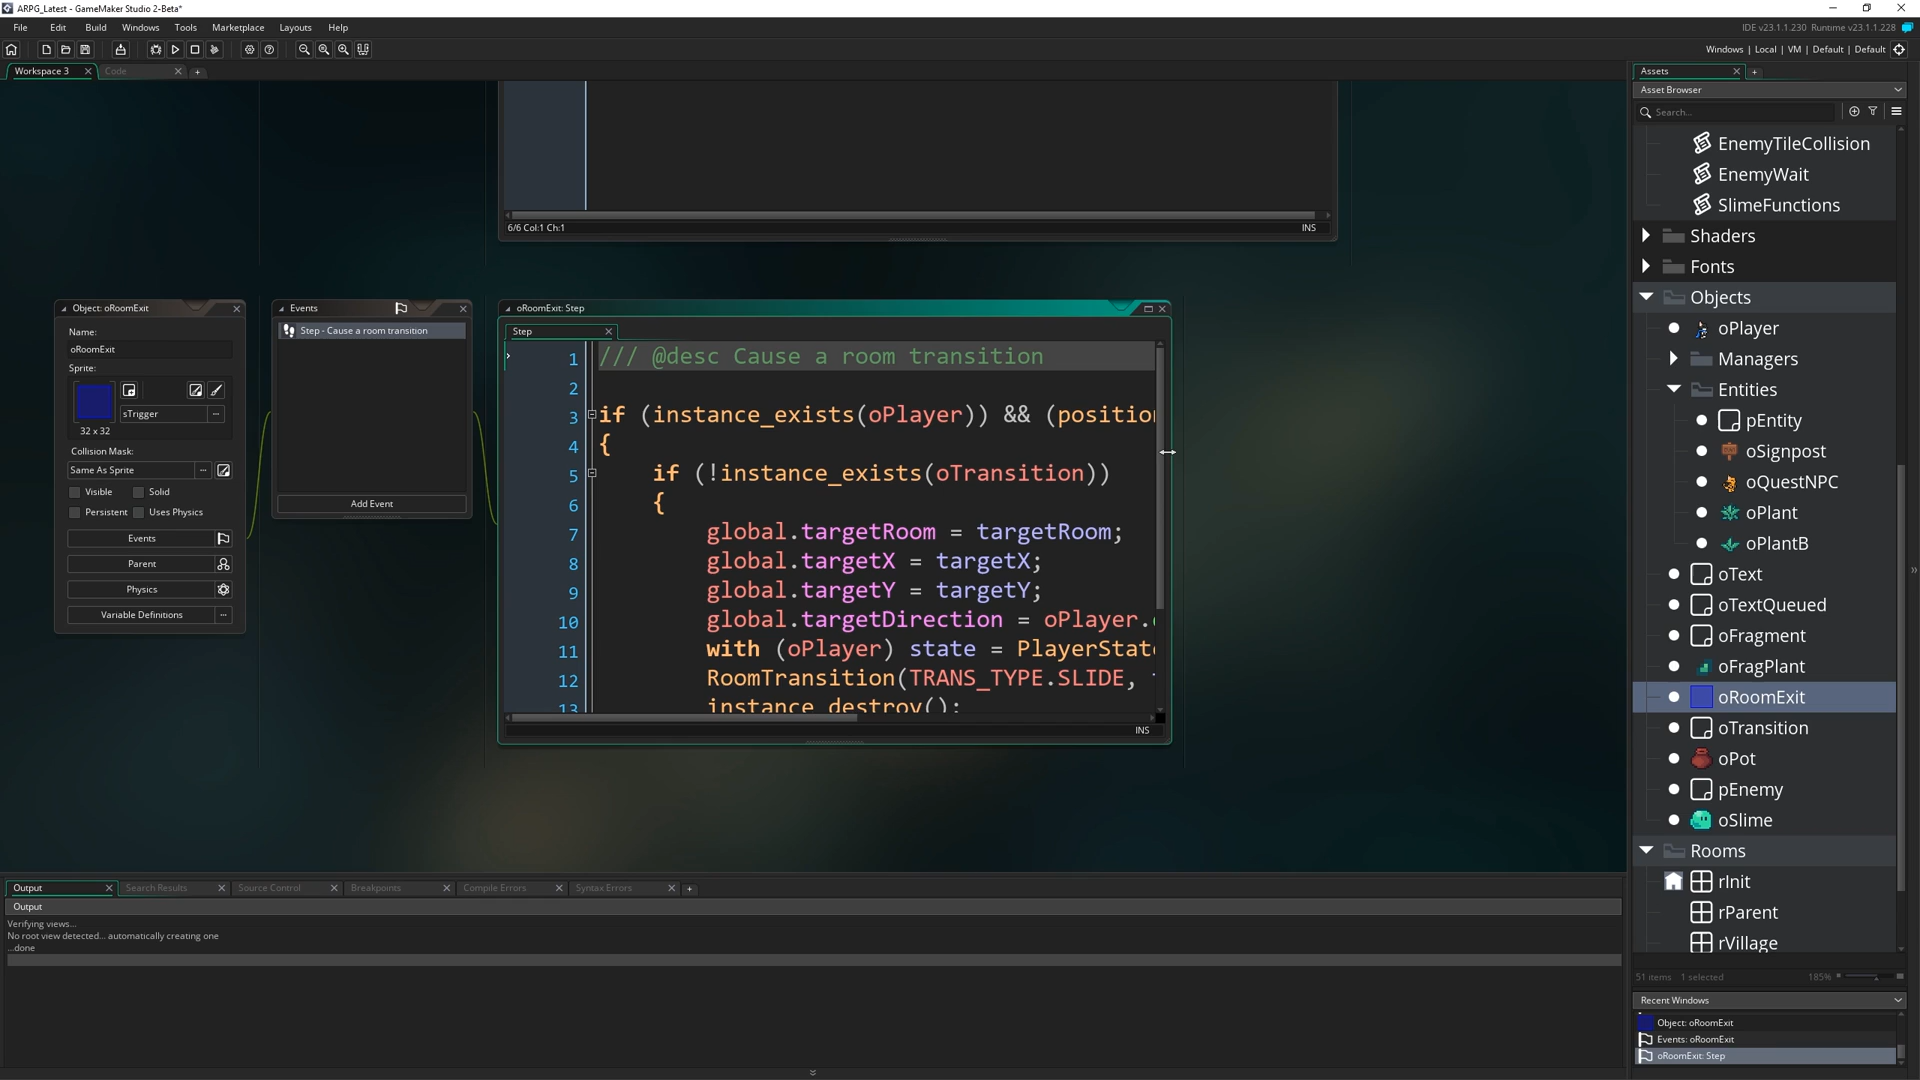 ARPG_Latest - GameMaker Studio 2-Beta*
File Edit Build Windows Tools Marketplace Layouts Help
IDE v23.1.1.230 Runtime v23.1.1.228
Windows | Local | VM | Default | Default
Workspace 3
Code
6/6 Col:1 Ch:1
INS
Object: oRoomExit
Name:
oRoomExit
Sprite:
sTrigger
32 x 32
Collision Mask:
Same As Sprite
Visible
Solid
Persistent
Uses Physics
Events
Parent
Physics
Variable Definitions
Events
Step - Cause a room transition
Add Event
oRoomExit: Step
Step
1 /// @desc Cause a room transition
2
3 if (instance_exists(oPlayer)) && (position
4 {
5 if (!instance_exists(oTransition))
6 {
7 global.targetRoom = targetRoom;
8 global.targetX = targetX;
9 global.targetY = targetY;
10 global.targetDirection = oPlayer.
11 with (oPlayer) state = PlayerState
12 RoomTransition(TRANS_TYPE.SLIDE,
13 instance_destroy();
INS
Output
Search Results
Source Control
Breakpoints
Compile Errors
Syntax Errors
Output
Verifying views...
No root view detected... automatically creating one
...done
Assets
Asset Browser
Search...
EnemyTileCollision
EnemyWait
SlimeFunctions
Shaders
Fonts
Objects
oPlayer
Managers
Entities
pEntity
oSignpost
oQuestNPC
oPlant
oPlantB
oText
oTextQueued
oFragment
oFragPlant
oRoomExit
oTransition
oPot
pEnemy
oSlime
Rooms
rInit
rParent
rVillage
51 items 1 selected 185%
Recent Windows
Object: oRoomExit
Events: oRoomExit
oRoomExit: Step